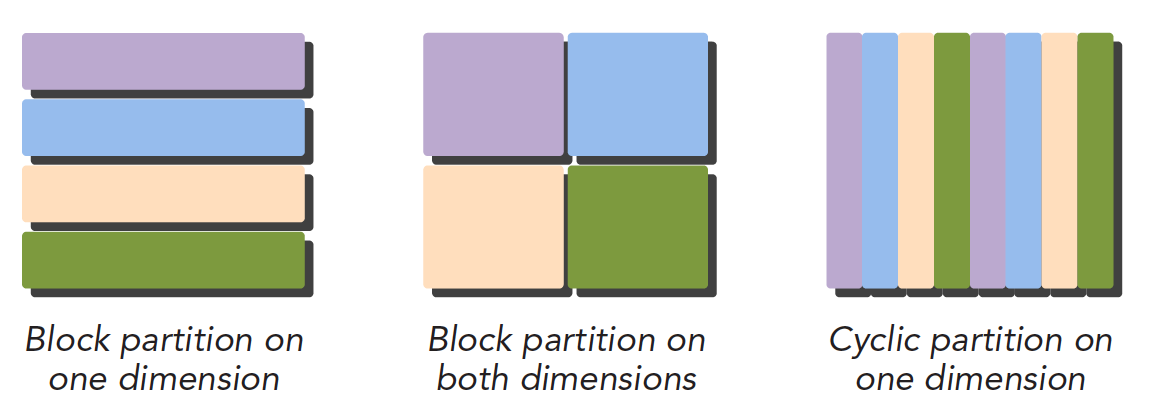 Block partition on
one dimension
Block partition on
both dimensions
Cyclic partition on
one dimension